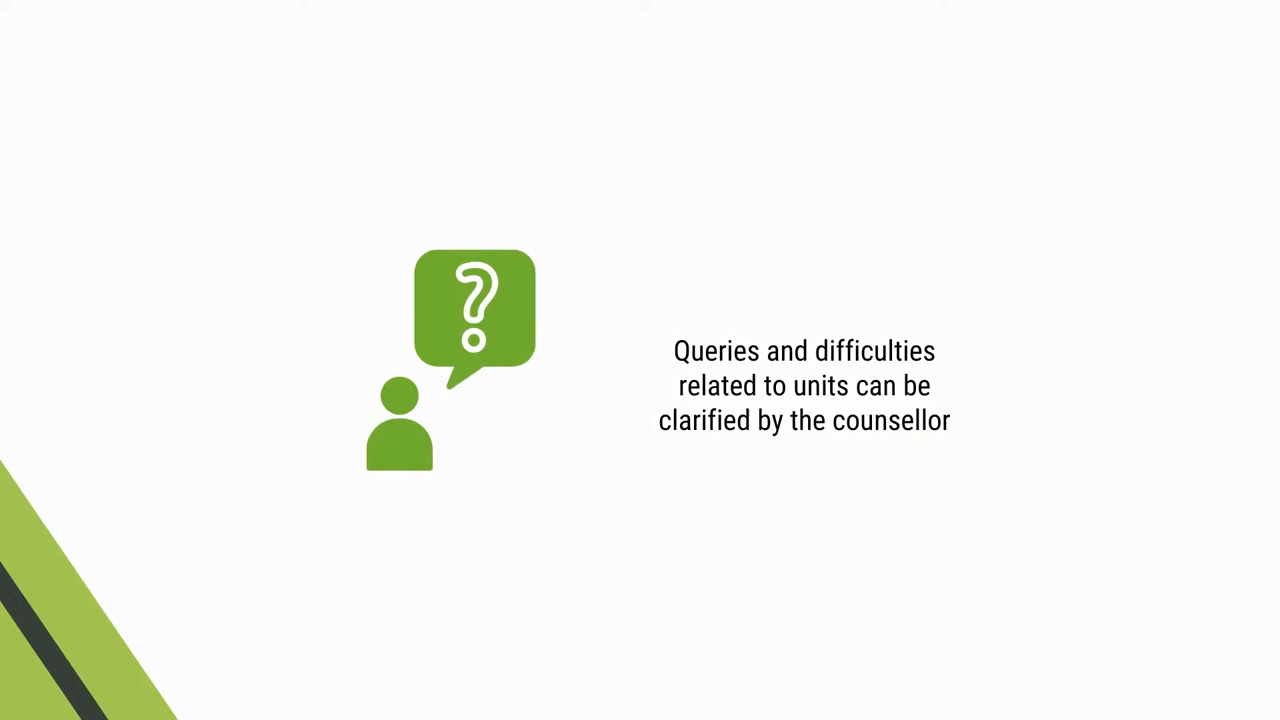 ?
Queries and difficulties
related to units can be
clarified by the counsellor